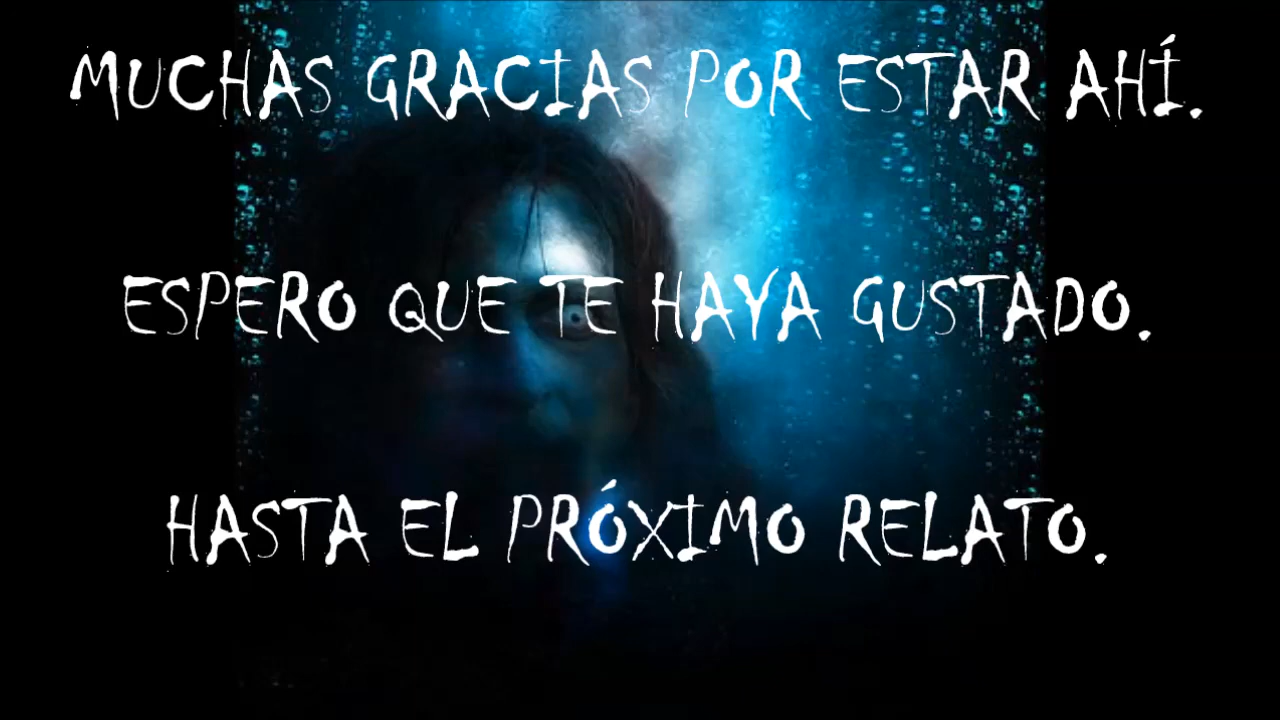 MUCHAS GRACIAS POR ESTAR AHÍ.
ESPERO QUE TE HAYA GUSTADO.
HASTA EL PRÓXIMO RELATO.